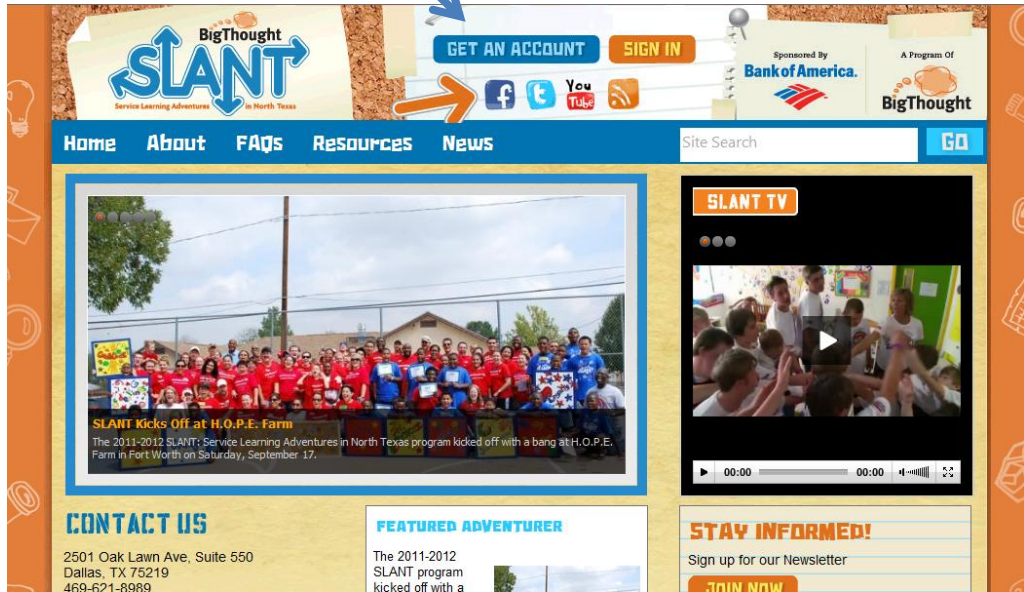 BigThought
SLANT
Service Learning Adventures in North Texas
GET AN ACCOUNT
SIGN IN
You
Tube
Sponsored By
Bank of America.
A Program Of
BigThought
Home About FAQs Resources News
Site Search
GO
SLANT Kicks Off at H.O.P.E. Farm
The 2011-2012 SLANT: Service Learning Adventures in North Texas program kicked off with a bang at H.O.P.E.
Farm in Fort Worth on Saturday, September 17.
SLANT TV
00:00 00:00
CONTACT US
2501 Oak Lawn Ave, Suite 550
Dallas, TX 75219
469-621-8989
FEATURED ADVENTURER
The 2011-2012
SLANT program
kicked off with a
STAY INFORMED!
Sign up for our Newsletter
JOIN NOW